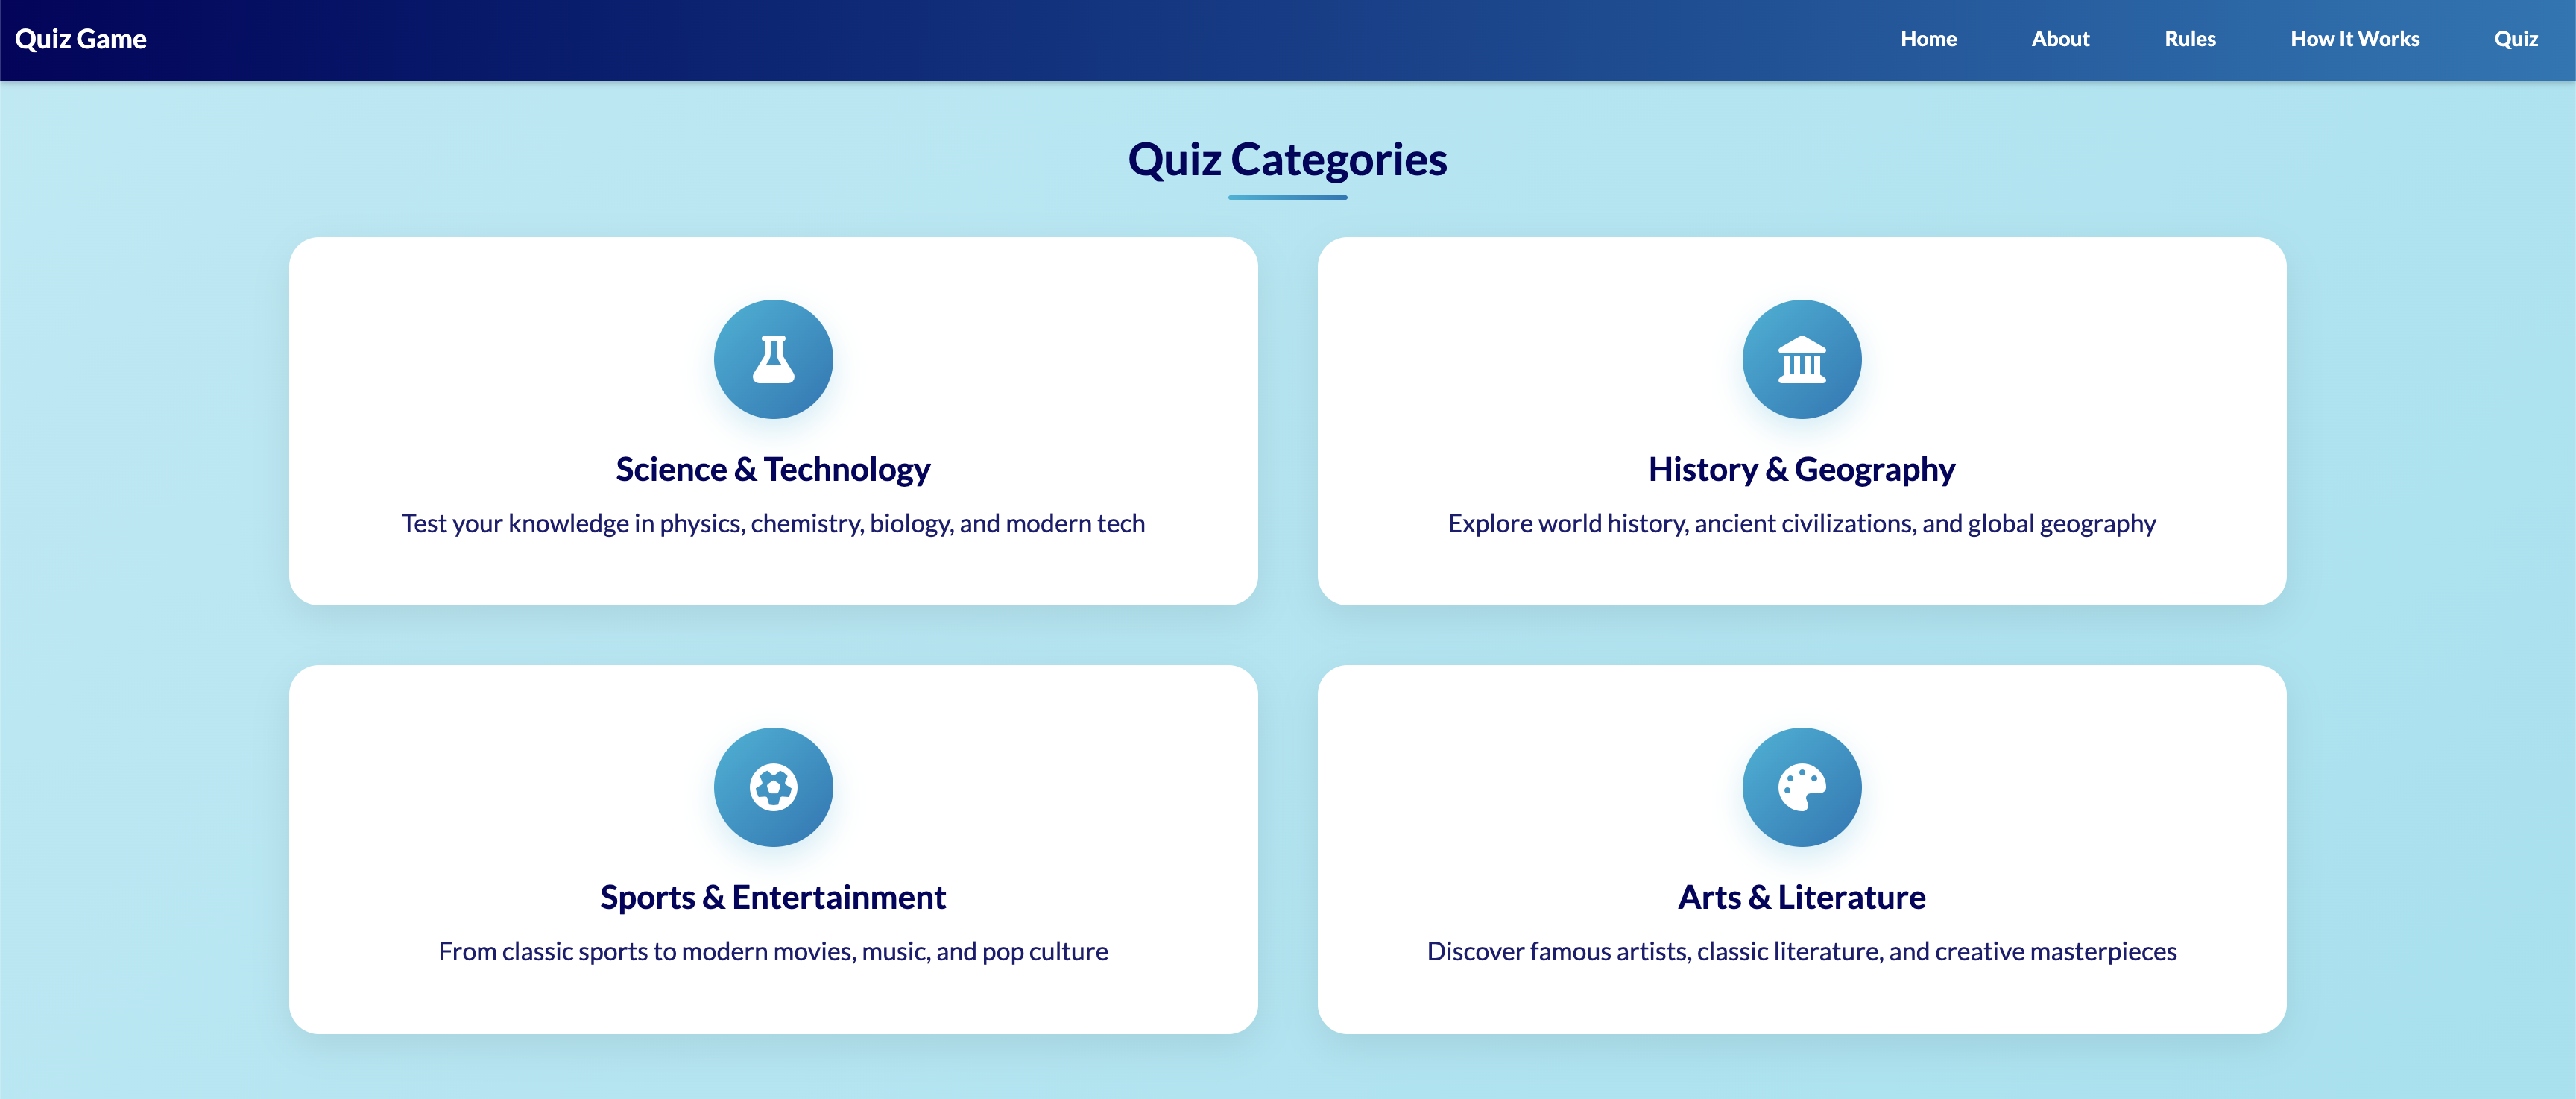 Quiz Game
Home
About
Rules
How It Works
Quiz
Quiz Categories
Science & Technology
Test your knowledge in physics, chemistry, biology, and modern tech
History & Geography
Explore world history, ancient civilizations, and global geography
Sports & Entertainment
From classic sports to modern movies, music, and pop culture
Arts & Literature
Discover famous artists, classic literature, and creative masterpieces